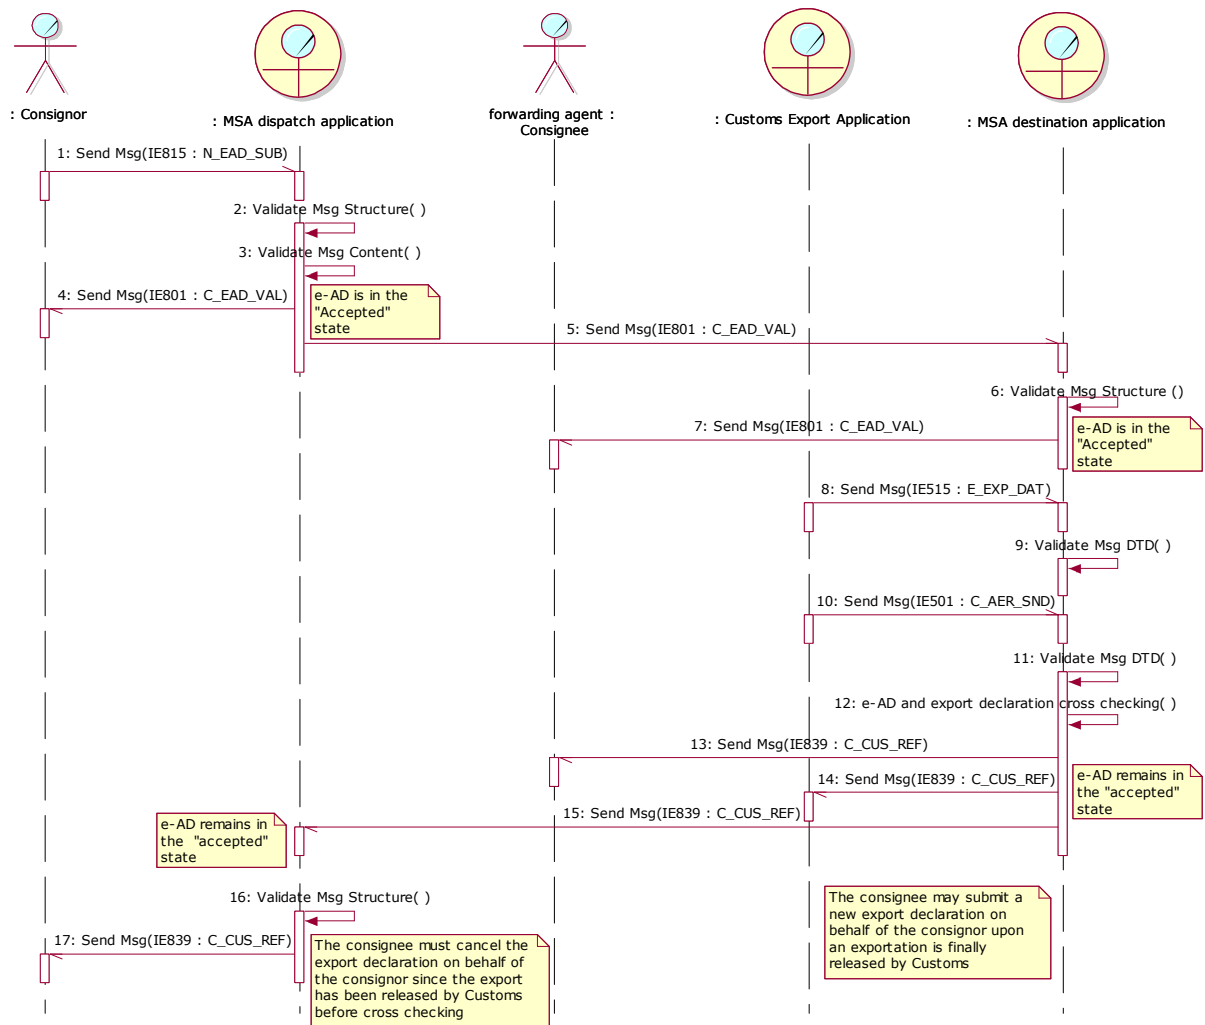 : Consignor
: MSA dispatch application
forwarding agent :
Consignee
: Customs Export Application
: MSA destination application
1: Send Msg(IE815 : N_EAD_SUB)
2: Validate Msg Structure( )
3: Validate Msg Content( )
4: Send Msg(IE801 : C_EAD_VAL)
e-AD is in the
"Accepted"
state
5: Send Msg(IE801 : C_EAD_VAL)
6: Validate Msg Structure ()
7: Send Msg(IE801 : C_EAD_VAL)
e-AD is in the
"Accepted"
state
8: Send Msg(IE515 : E_EXP_DAT)
9: Validate Msg DTD( )
10: Send Msg(IE501 : C_AER_SND)
11: Validate Msg DTD( )
12: e-AD and export declaration cross checking( )
13: Send Msg(IE839 : C_CUS_REF)
14: Send Msg(IE839 : C_CUS_REF)
e-AD remains in
the "accepted"
state
15: Send Msg(IE839 : C_CUS_REF)
e-AD remains in
the  "accepted"
state
16: Validate Msg Structure( )
17: Send Msg(IE839 : C_CUS_REF)
The consignee must cancel the
export declaration on behalf of
the consignor since the export
has been released by Customs
before cross checking
The consignee may submit a
new export declaration on
behalf of the consignor upon
an exportation is finally
released by Customs